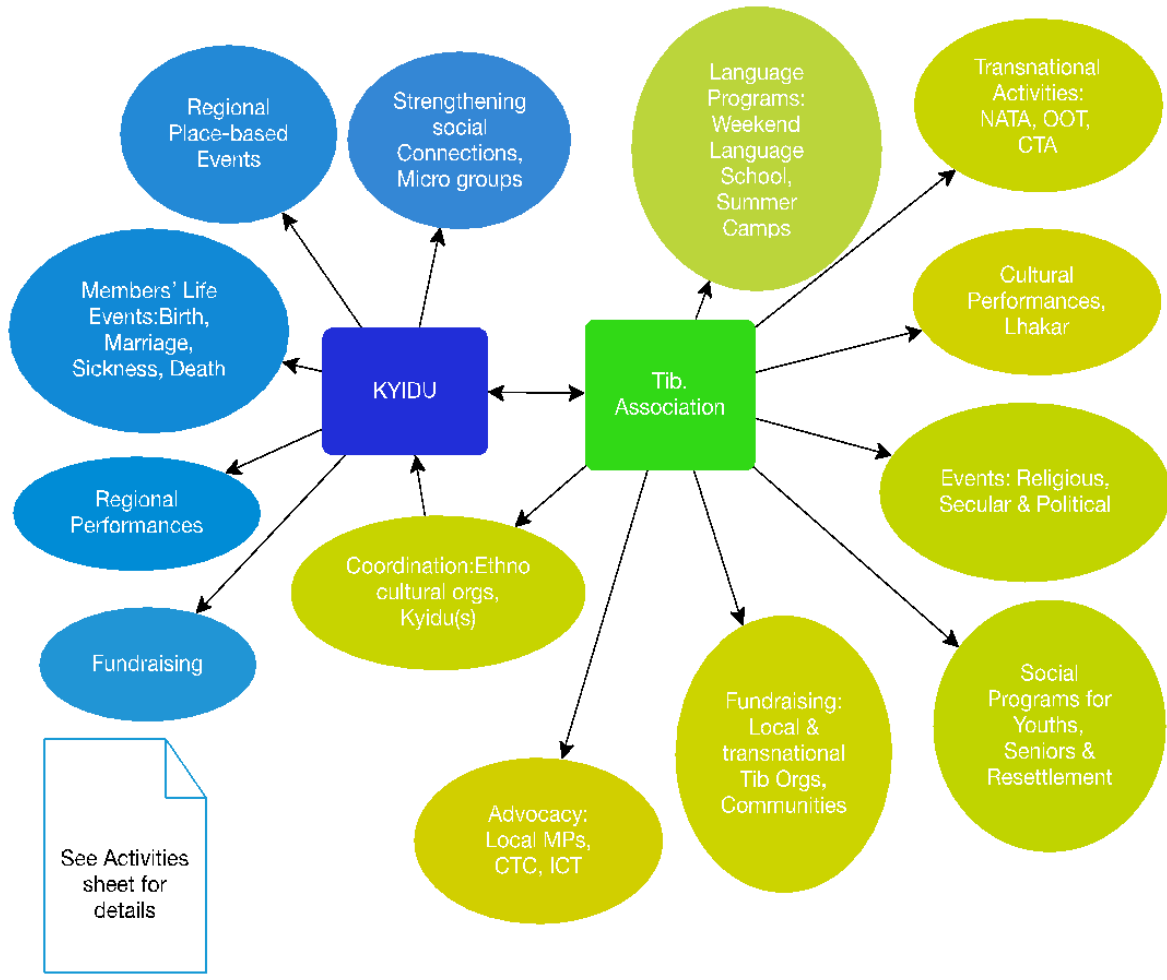 Regional
Place-based
Events
Strengthening
social
Connections,
Micro groups
Language
Programs:
Weekend
Language
School,
Summer
Camps
Transnational
Activities:
NATA, OOT,
CTA
Members' Life
Events:Birth,
Marriage,
Sickness, Death
KYIDU
Tib.
Association
Cultural
Performances,
Lhakar
Regional
Performances
Events: Religious,
Secular & Political
Coordination:Ethno
cultural orgs,
Kyidu(s)
Fundraising
Fundraising:
Local &
transnational
Tib Orgs,
Communities
Social
Programs for
Youths,
Seniors &
Resettlement
Advocacy:
Local MPs,
CTC, ICT
See Activities
sheet for
details